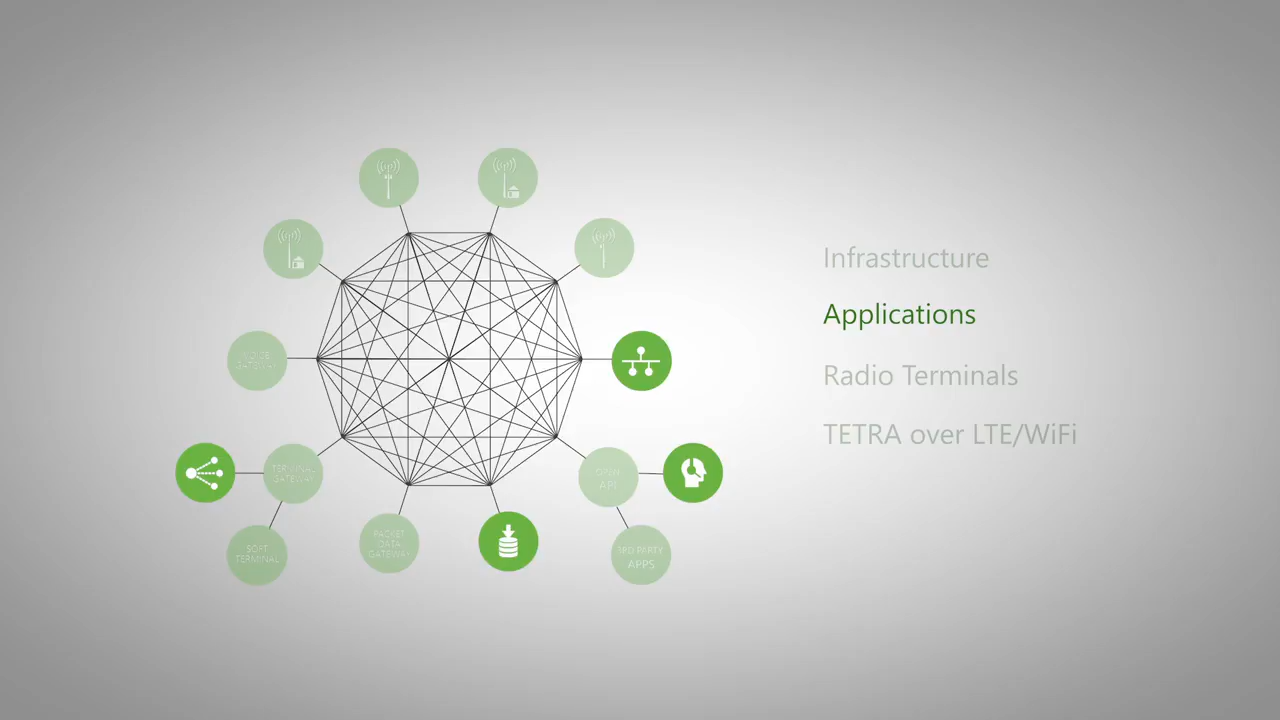 Infrastructure
Applications
Radio Terminals
TETRA over LTE/WiFi
VOICE
GATEWAY
TERMINAL
GATEWAY
OPEN
API
SOFT
TERMINAL
PACKET
DATA
GATEWAY
3RD PARTY
APPS